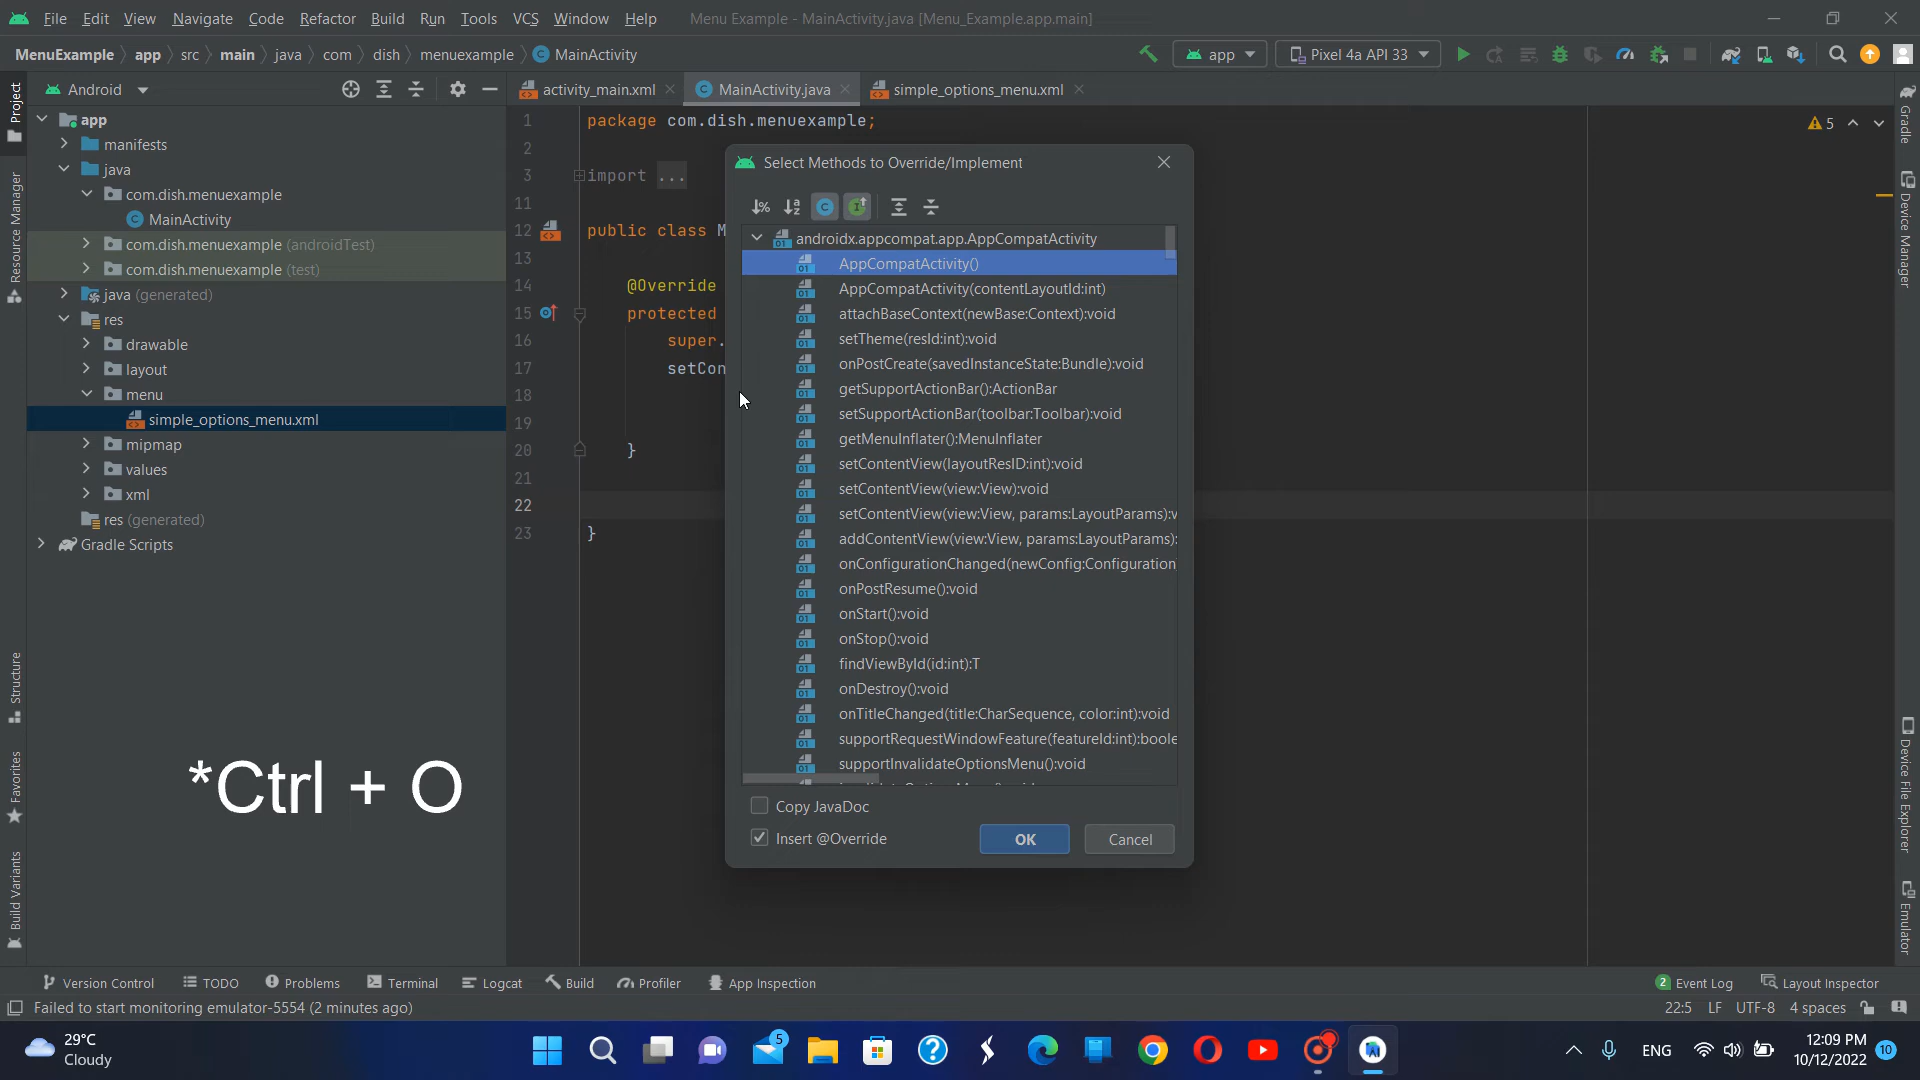 File Edit View Navigate Code Refactor Build Run Tools VCS Window Help Menu Example - MainActivity.java [Menu_Example.app.main]
MenuExample app src main java com dish menuexample MainActivity app Pixel 4a API 33
Project Android activity_main.xml MainActivity.java simple_options_menu.xml Gradle
app
manifests
java
com.dish.menuexample
MainActivity
com.dish.menuexample (androidTest)
com.dish.menuexample (test)
java (generated)
res
drawable
layout
menu
simple_options_menu.xml
mipmap
values
xml
res (generated)
Gradle Scripts
Resource Manager
Structure
Favorites
Build Variants
1 package com.dish.menuexample;
2
3 import ...
11
12 public class M
13
14 @Override
15 protected
16 super.
17 setCon
18
19
20 }
21
22
23 }
5
Select Methods to Override/Implement
androidx.appcompat.app.AppCompatActivity
AppCompatActivity()
AppCompatActivity(contentLayoutId:int)
attachBaseContext(newBase:Context):void
setTheme(resId:int):void
onPostCreate(savedInstanceState:Bundle):void
getSupportActionBar():ActionBar
setSupportActionBar(toolbar:Toolbar):void
getMenuInflater():MenuInflater
setContentView(layoutResID:int):void
setContentView(view:View):void
setContentView(view:View, params:LayoutParams):v
addContentView(view:View, params:LayoutParams):
onConfigurationChanged(newConfig:Configuration
onPostResume():void
onStart():void
onStop():void
findViewById(id:int):T
onDestroy():void
onTitleChanged(title:CharSequence, color:int):void
supportRequestWindowFeature(featureId:int):boole
supportInvalidateOptionsMenu():void
Copy JavaDoc
Insert @Override OK Cancel
*Ctrl + O
Device Manager
Device File Explorer
Emulator
Version Control TODO Problems Terminal Logcat Build Profiler App Inspection 2 Event Log Layout Inspector
Failed to start monitoring emulator-5554 (2 minutes ago) 22:5 LF UTF-8 4 spaces
29°C
Cloudy
5
ENG
12:09 PM
10/12/2022
10